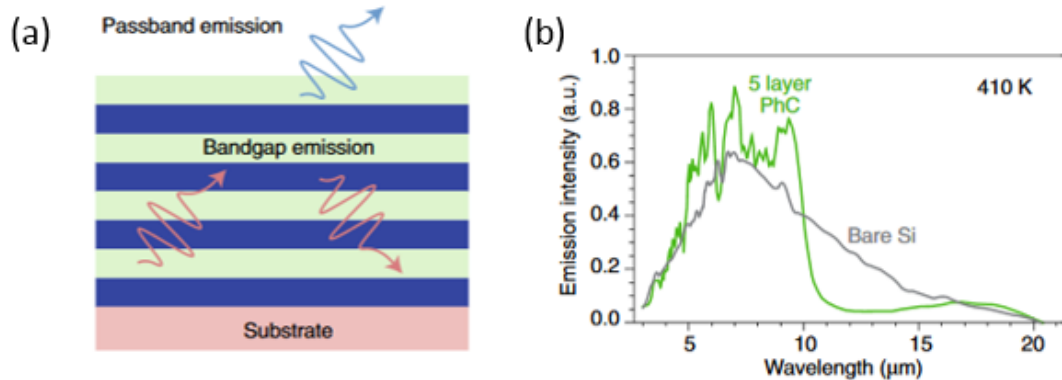 (a)
Passband emission
Bandgap emission
Substrate
(b)
Emission intensity (a.u.)
1.0
0.8
0.6
0.4
0.2
0.0
5 layer
PhC
410 K
Bare Si
5 10 15 20
Wavelength (μm)